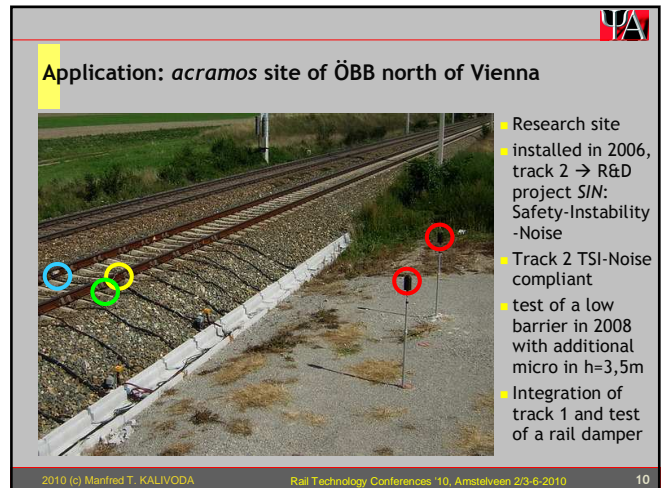 ΨA
Application: acramos site of ÖBB north of Vienna
Research site
installed in 2006,
track 2 → R&D
project SIN:
Safety-Instability
-Noise
Track 2 TSI-Noise
compliant
test of a low
barrier in 2008
with additional
micro in h=3,5m
Integration of
track 1 and test
of a rail damper
2010 (c) Manfred T. KALIVODA
Rail Technology Conferences '10, Amstelveen 2/3-6-2010
10